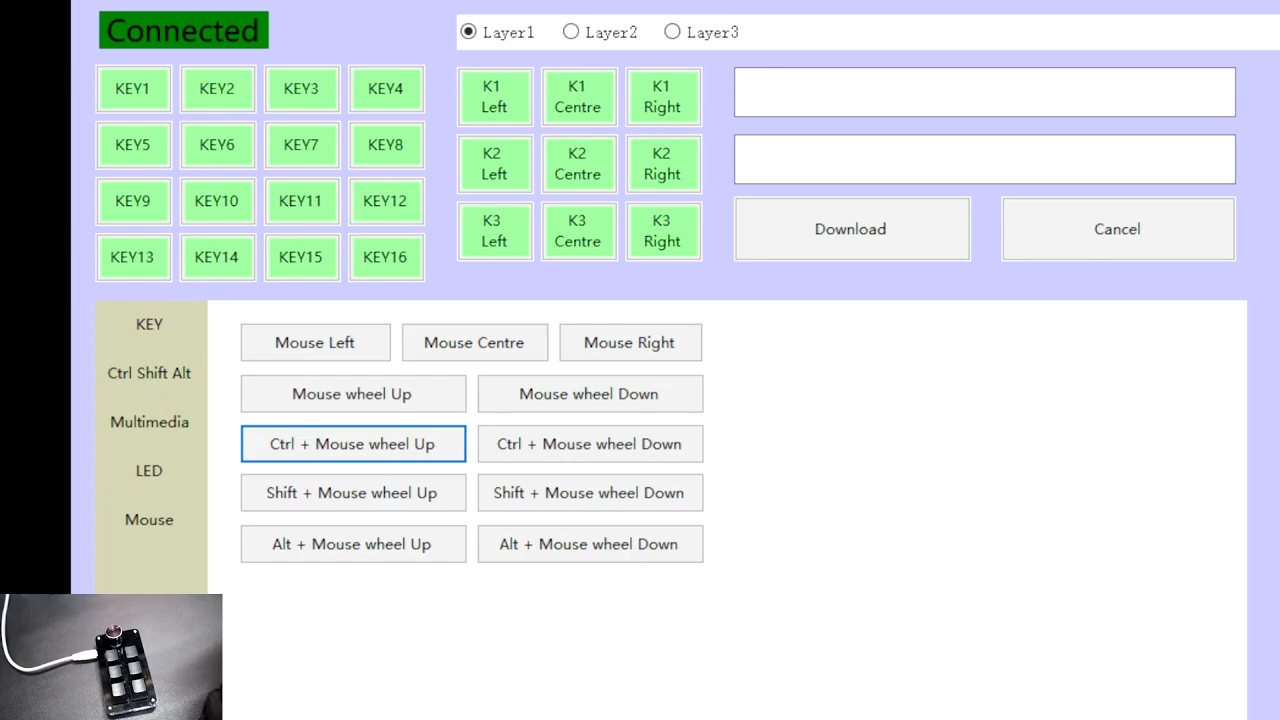 Connected
Layer1 Layer2 Layer3
KEY1 KEY2 KEY3 KEY4
KEY5 KEY6 KEY7 KEY8
KEY9 KEY10 KEY11 KEY12
KEY13 KEY14 KEY15 KEY16
K1 Left
K1 Centre
K1 Right
K2 Left
K2 Centre
K2 Right
K3 Left
K3 Centre
K3 Right
Download
Cancel
KEY
Ctrl Shift Alt
Multimedia
LED
Mouse
Mouse Left
Mouse Centre
Mouse Right
Mouse wheel Up
Mouse wheel Down
Ctrl + Mouse wheel Up
Ctrl + Mouse wheel Down
Shift + Mouse wheel Up
Shift + Mouse wheel Down
Alt + Mouse wheel Up
Alt + Mouse wheel Down